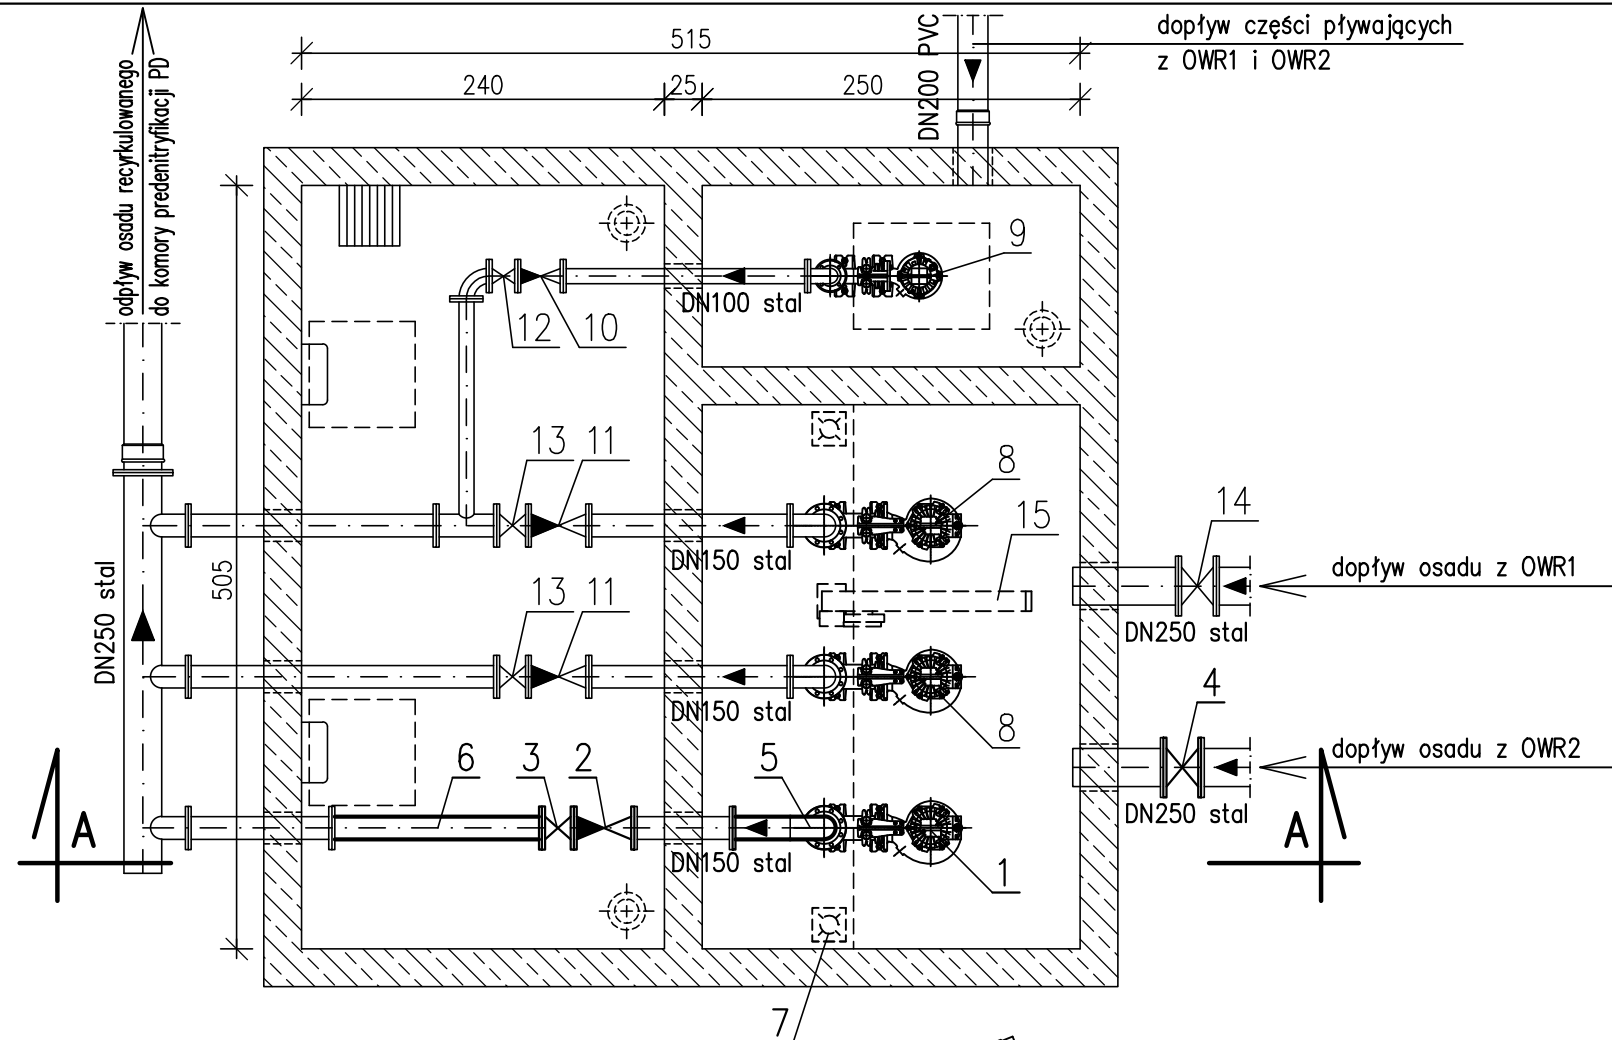 dopływ części pływających
z OWR1 i OWR2
515
240
25
250
DN200 PVC
odpływ osadu recyrkulowanego
do komory predenitryfikacji PD
9
DN100 stal
12
10
13
11
8
15
14
DN150 stal
dopływ osadu z OWR1
505
DN250 stal
13
11
DN250 stal
4
DN150 stal
8
dopływ osadu z OWR2
6
3
2
5
DN250 stal
A
A
DN150 stal
1
7